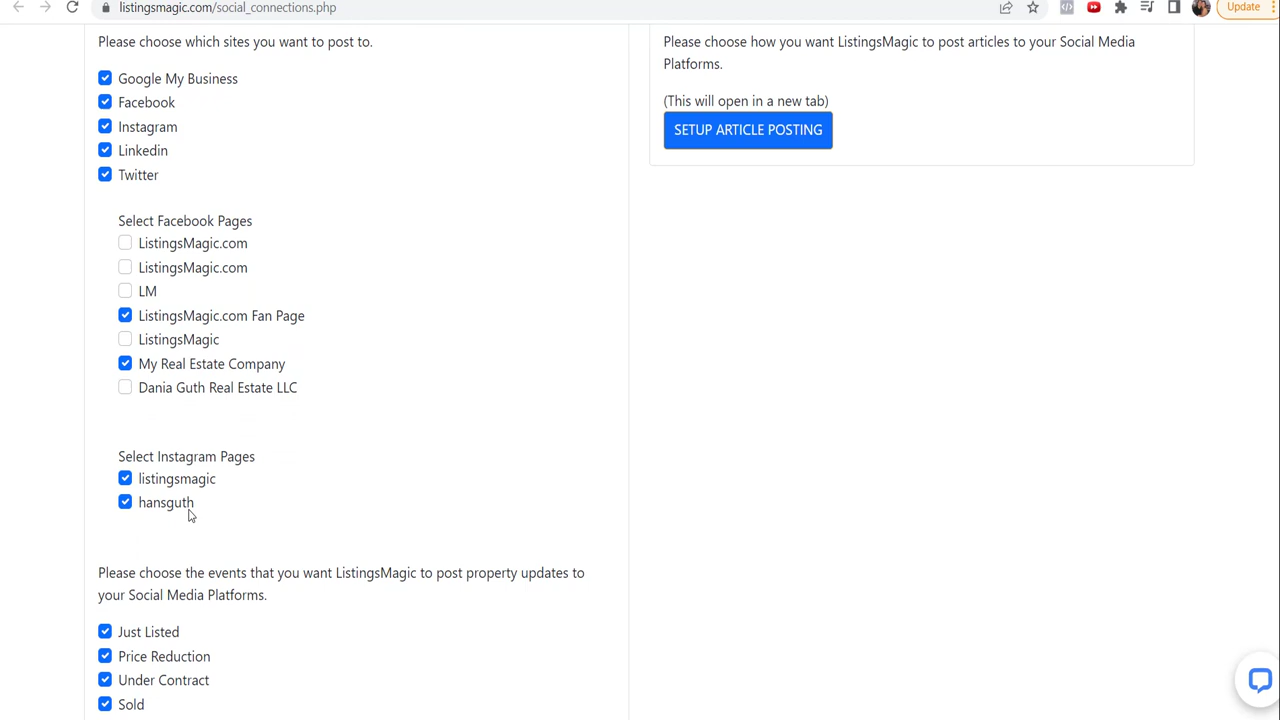 listingsmagic.com/social_connections.php
Update
Please choose which sites you want to post to.
Google My Business
Facebook
Instagram
Linkedin
Twitter
Select Facebook Pages
ListingsMagic.com
ListingsMagic.com
LM
ListingsMagic.com Fan Page
ListingsMagic
My Real Estate Company
Dania Guth Real Estate LLC
Select Instagram Pages
listingsmagic
hansguth
Please choose the events that you want ListingsMagic to post property updates to
your Social Media Platforms.
Just Listed
Price Reduction
Under Contract
Sold
Please choose how you want ListingsMagic to post articles to your Social Media
Platforms.
(This will open in a new tab)
SETUP ARTICLE POSTING